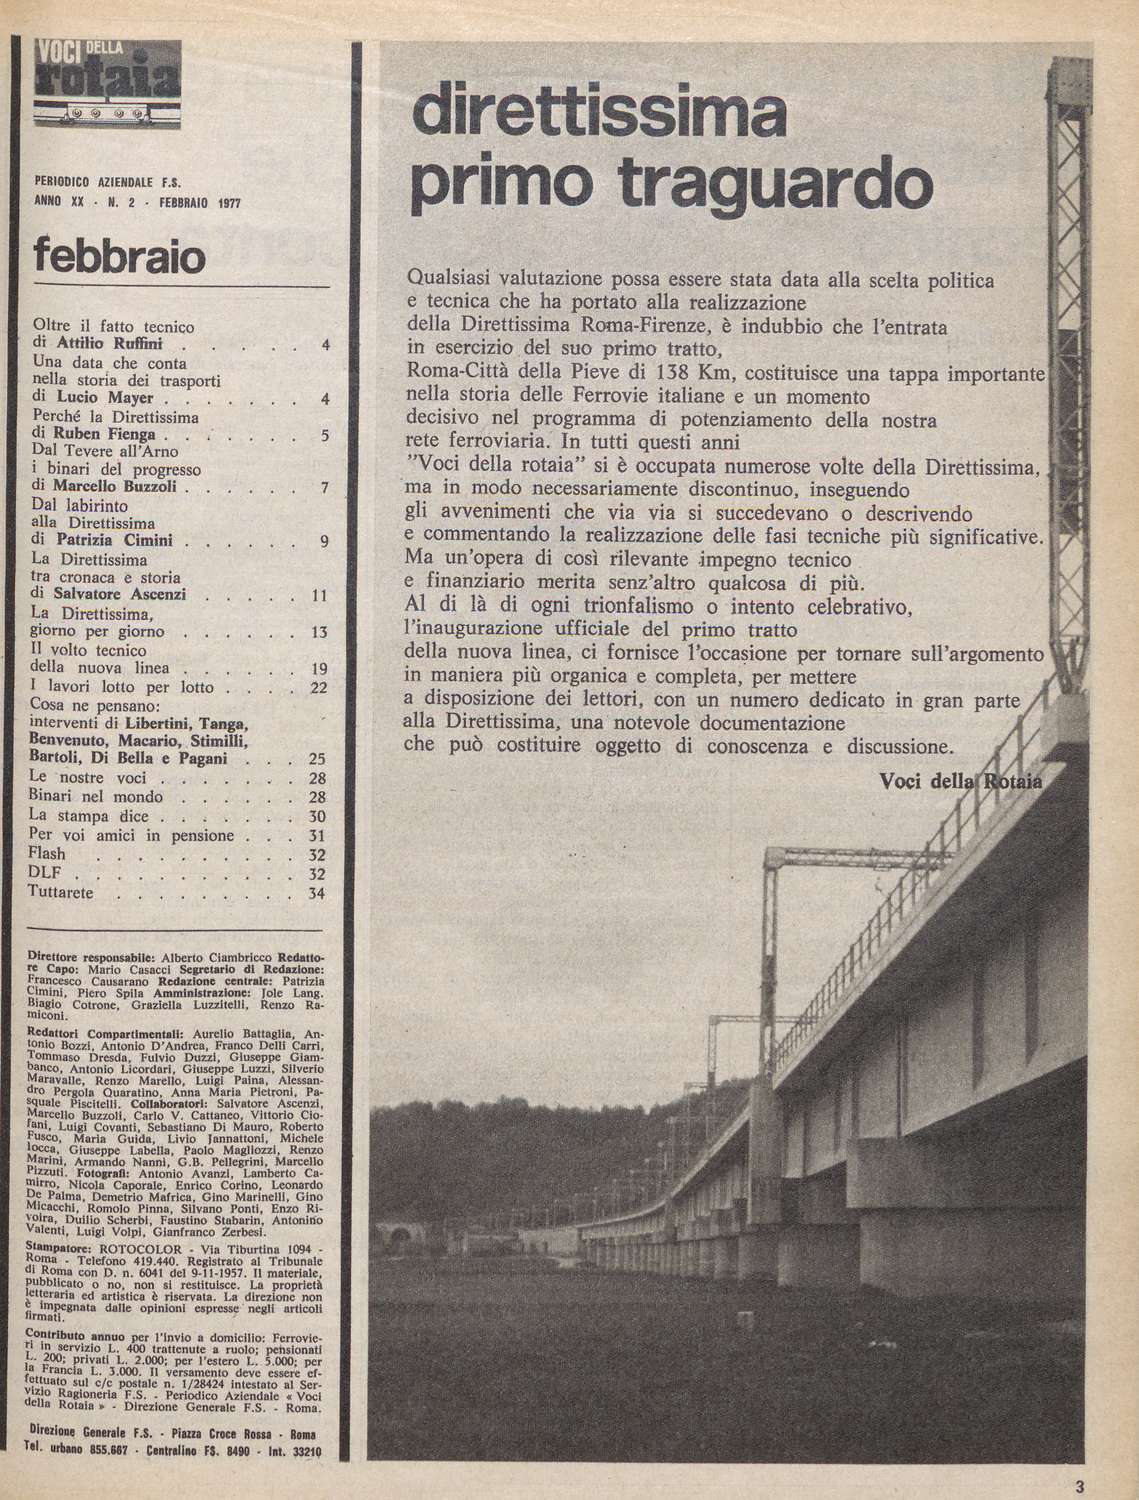 VOCI DELLA
rotaia
PERIODICO AZIENDALE F.S.
ANNO XX - N. 2 - FEBBRAIO 1977
febbraio
Oltre il fatto tecnico
di Attilio Ruffini . . . . . 4
Una data che conta
nella storia dei trasporti
di Lucio Mayer . . . . . . . 4
Perché la Direttissima
di Ruben Fienga . . . . . . . 5
Dal Tevere all'Arno
i binari del progresso
di Marcello Buzzoli . . . . . . 7
Dal labirinto
alla Direttissima
di Patrizia Cimini . . . . . . 9
La Direttissima
tra cronaca e storia
di Salvatore Ascenzi . . . . . 11
La Direttissima,
giorno per giorno . . . . . . 13
Il volto tecnico
della nuova linea . . . . . . 19
I lavori lotto per lotto . . . . 22
Cosa ne pensano:
interventi di Libertini, Tanga,
Benvenuto, Macario, Stimilli,
Bartoli, Di Bella e Pagani . . . 25
Le nostre voci . . . . . . . 28
Binari nel mondo . . . . . . 28
La stampa dice . . . . . . . 30
Per voi amici in pensione . . . 31
Flash . . . . . . . . . . 32
DLF . . . . . . . . . . . 32
Tuttarete . . . . . . . . . 34
Direttore responsabile: Alberto Ciambricco Redatto-
re Capo: Mario Casacci Segretario di Redazione:
Francesco Causarano Redazione centrale: Patrizia
Cimini, Piero Spila Amministrazione: Jole Lang.
Biagio Cotrone, Graziella Luzzitelli, Renzo Ra-
miconi.
Redattori Compartimentali: Aurelio Battaglia, An-
tonio Bozzi, Antonio D'Andrea, Franco Delli Carri,
Tommaso Dresda, Fulvio Duzzi, Giuseppe Giam-
banco, Antonio Licordari, Giuseppe Luzzi, Silverio
Maravalle, Renzo Marello, Luigi Paina, Alessan-
dro Pergola Quaratino, Anna Maria Pietroni, Pa-
squale Piscitelli. Collaboratori: Salvatore Ascenzi,
Marcello Buzzoli, Carlo V. Cattaneo, Vittorio Cio-
fani, Luigi Covanti, Sebastiano Di Mauro, Roberto
Fusco, Maria Guida, Livio Jannattoni, Michele
Iocca, Giuseppe Labella, Paolo Magliozzi, Renzo
Marini, Armando Nanni, G.B. Pellegrini, Marcello
Pizzuti. Fotografi: Antonio Avanzi, Lamberto Ca-
mirro, Nicola Caporale, Enrico Corino, Leonardo
De Palma, Demetrio Mafrica, Gino Marinelli, Gino
Micacchi, Romolo Pinna, Silvano Ponti, Enzo Ri-
voira, Duilio Scherbi, Faustino Stabarin, Antonino
Valenti, Luigi Volpi, Gianfranco Zerbesi.
Stampatore: ROTOCOLOR - Via Tiburtina 1094 -
Roma - Telefono 419.440. Registrato al Tribunale
di Roma con D. n. 6041 del 9-11-1957. Il materiale,
pubblicato o no, non si restituisce. La proprietà
letteraria ed artistica è riservata. La direzione non
è impegnata dalle opinioni espresse negli articoli
firmati.
Contributo annuo per l'invio a domicilio: Ferrovie-
ri in servizio L. 400 trattenute a ruolo; pensionati
L. 200; privati L. 2.000; per l'estero L. 5.000; per
la Francia L. 3.000. Il versamento deve essere ef-
fettuato sul c/c postale n. 1/28424 intestato al Ser-
vizio Ragioneria F.S. - Periodico Aziendale « Voci
della Rotaia » - Direzione Generale F.S. - Roma.
Direzione Generale F.S. - Piazza Croce Rossa - Roma
Tel. urbano 855.667 - Centralino FS. 8490 - Int. 33210
direttissima
primo traguardo
Qualsiasi valutazione possa essere stata data alla scelta politica
e tecnica che ha portato alla realizzazione
della Direttissima Roma-Firenze, è indubbio che l'entrata
in esercizio del suo primo tratto,
Roma-Città della Pieve di 138 Km, costituisce una tappa importante
nella storia delle Ferrovie italiane e un momento
decisivo nel programma di potenziamento della nostra
rete ferroviaria. In tutti questi anni
"Voci della rotaia" si è occupata numerose volte della Direttissima,
ma in modo necessariamente discontinuo, inseguendo
gli avvenimenti che via via si succedevano o descrivendo
e commentando la realizzazione delle fasi tecniche più significative.
Ma un'opera di così rilevante impegno tecnico
e finanziario merita senz'altro qualcosa di più.
Al di là di ogni trionfalismo o intento celebrativo,
l'inaugurazione ufficiale del primo tratto
della nuova linea, ci fornisce l'occasione per tornare sull'argomento
in maniera più organica e completa, per mettere
a disposizione dei lettori, con un numero dedicato in gran parte
alla Direttissima, una notevole documentazione
che può costituire oggetto di conoscenza e discussione.
Voci della Rotaia
3